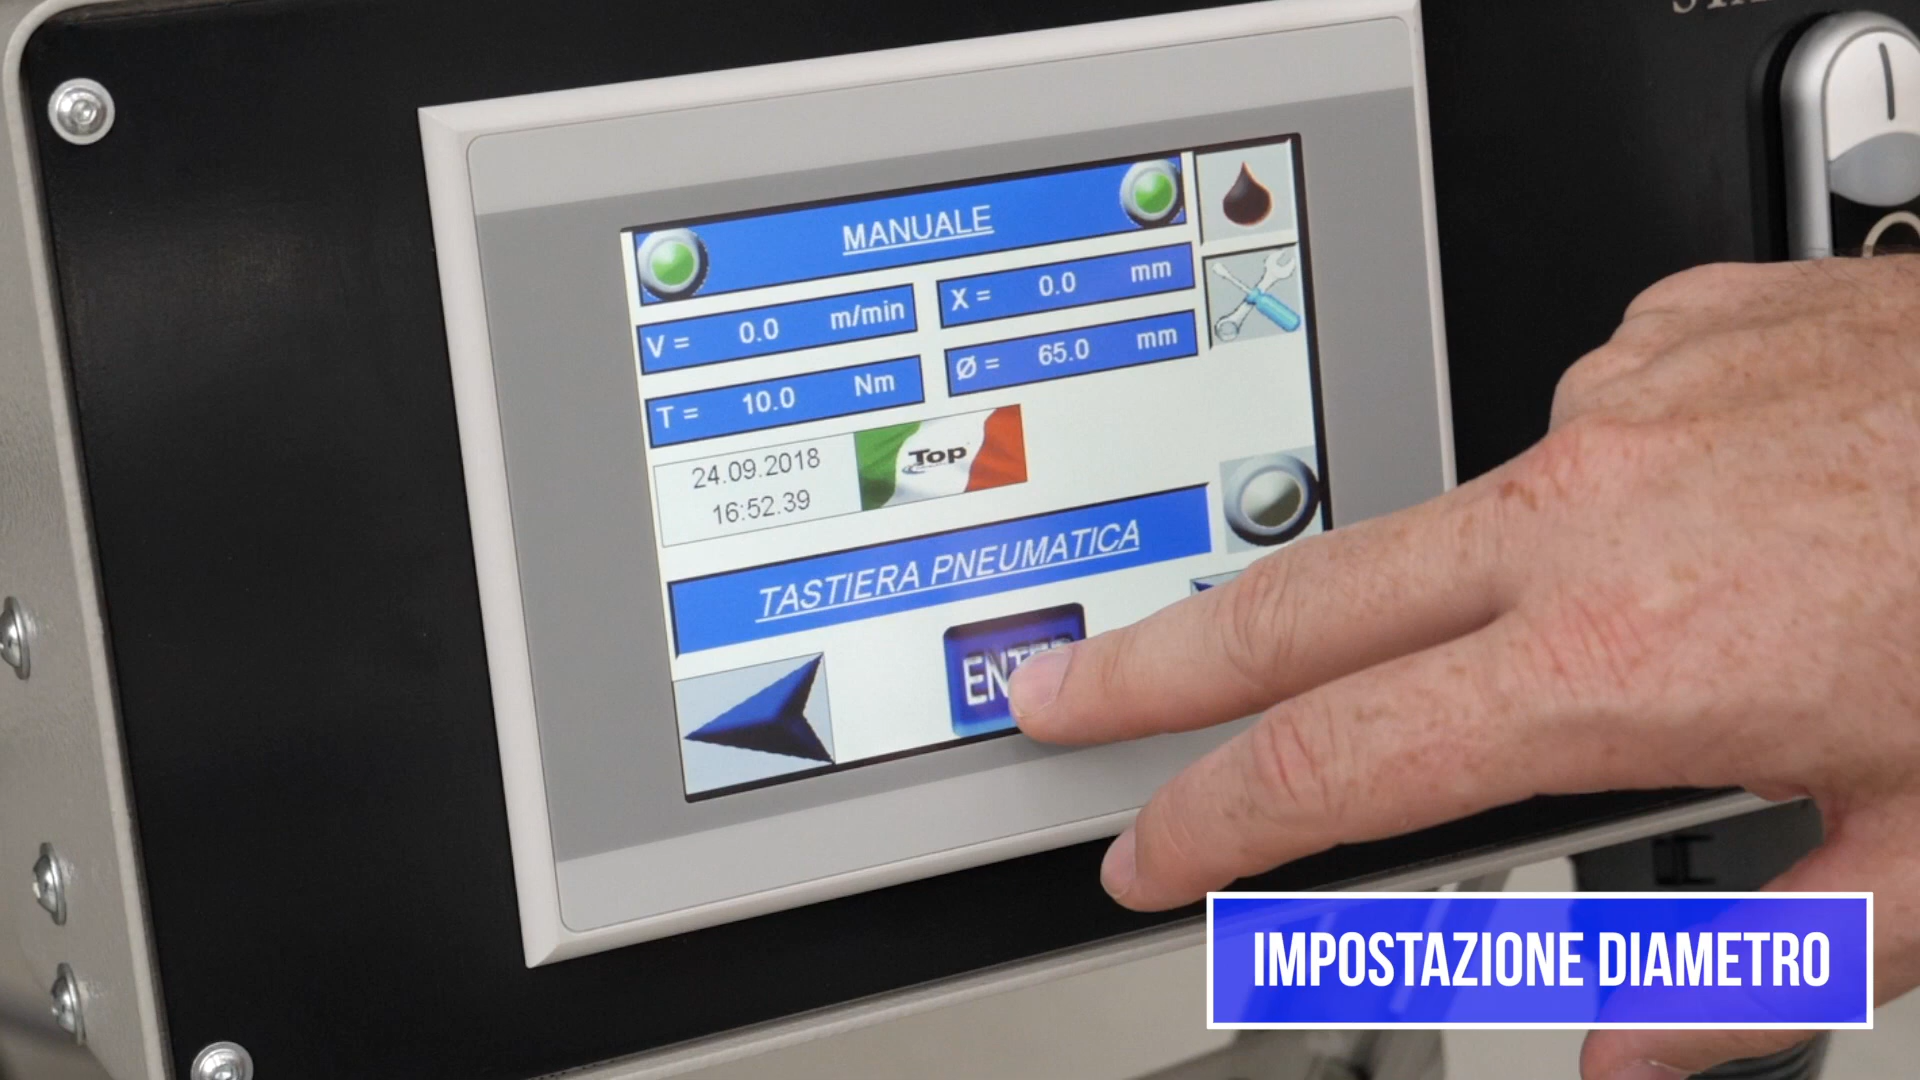 MANUALE
V = 0.0 m/min
X = 0.0 mm
T = 10.0 Nm
Ø = 65.0 mm
24.09.2018
16:52.39
Top
TASTIERA PNEUMATICA
IMPOSTAZIONE DIAMETRO